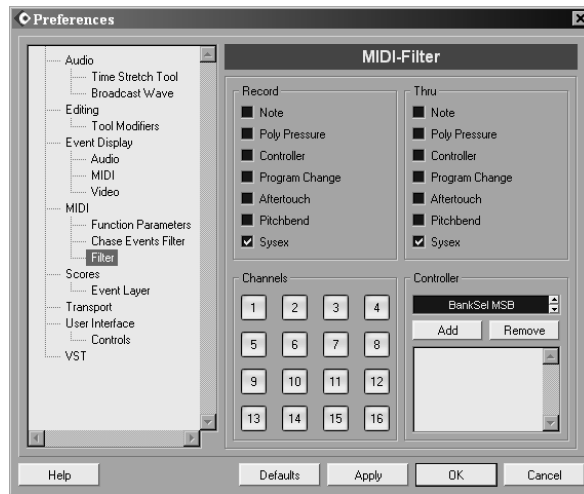 Preferences
Audio
Time Stretch Tool
Broadcast Wave
Editing
Tool Modifiers
Event Display
Audio
MIDI
Video
MIDI
Function Parameters
Chase Events Filter
Filter
Scores
Event Layer
Transport
User Interface
Controls
VST
MIDI-Filter
Record
Note
Poly Pressure
Controller
Program Change
Aftertouch
Pitchbend
Sysex
Thru
Note
Poly Pressure
Controller
Program Change
Aftertouch
Pitchbend
Sysex
Channels
1 2 3 4
5 6 7 8
9 10 11 12
13 14 15 16
Controller
BankSel MSB
Add Remove
Help Defaults Apply OK Cancel